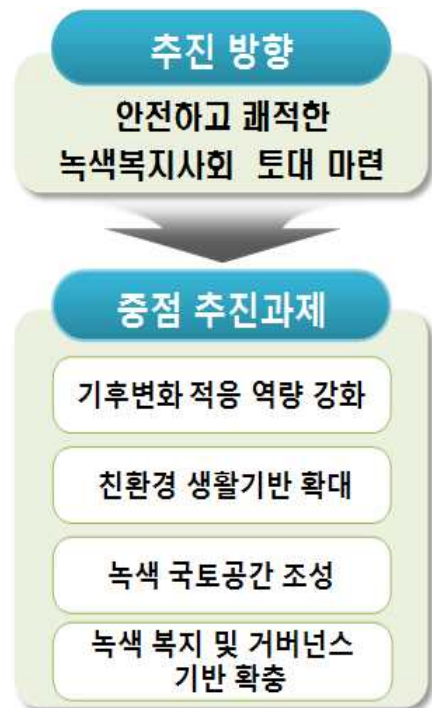 추진 방향
안전하고 쾌적한
녹색복지사회 토대 마련
중점 추진과제
기후변화 적응 역량 강화
친환경 생활기반 확대
녹색 국토공간 조성
녹색 복지 및 거버넌스
기반 확충